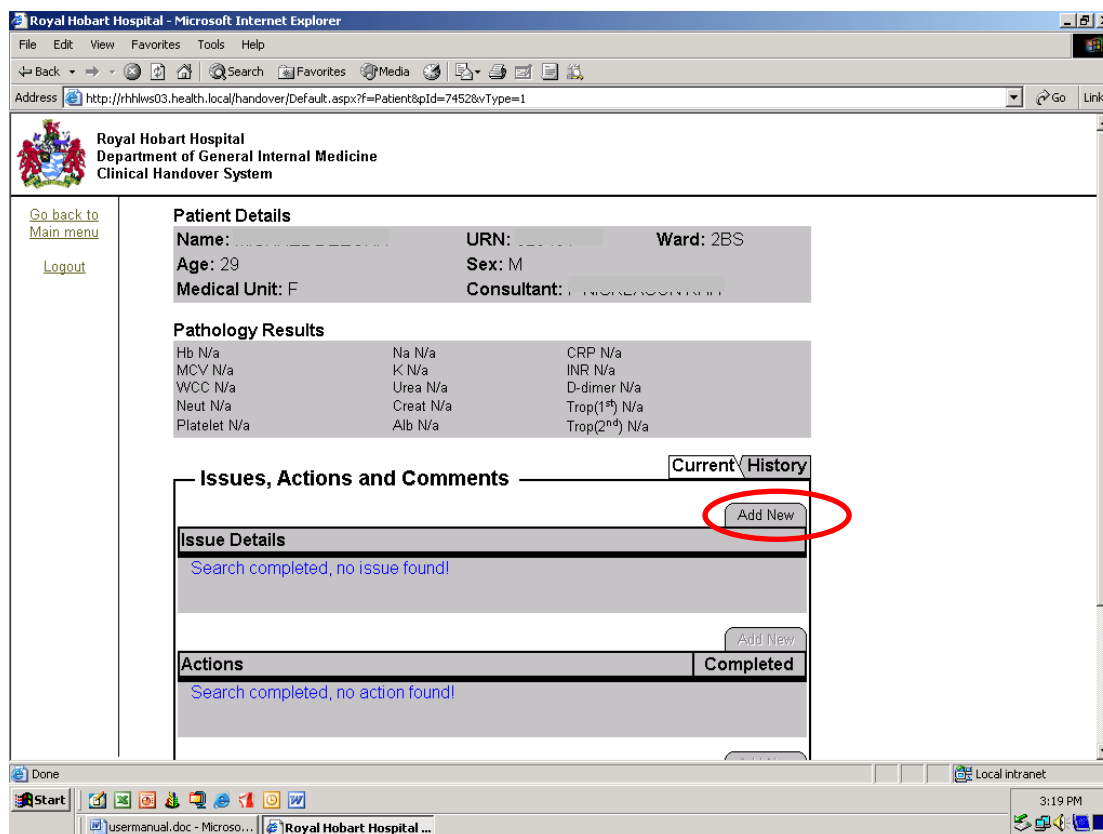 Royal Hobart Hospital - Microsoft Internet Explorer
File Edit View Favorites Tools Help
Back Search Favorites Media
Address http://rhhlws03.health.local/handover/Default.aspx?f=Patient&pId=7452&vType=1 Go Link
Royal Hobart Hospital
Department of General Internal Medicine
Clinical Handover System
Go back to
Main menu
Logout
Patient Details
Name: URN: Ward: 2BS
Age: 29 Sex: M
Medical Unit: F Consultant:
Pathology Results
Hb N/a Na N/a CRP N/a
MCV N/a K N/a INR N/a
WCC N/a Urea N/a D-dimer N/a
Neut N/a Creat N/a Trop(1st) N/a
Platelet N/a Alb N/a Trop(2nd) N/a
Issues, Actions and Comments Current History
Add New
Issue Details
Search completed, no issue found!
Add New
Actions Completed
Search completed, no action found!
Done Local intranet
Start 3:19 PM
usermanual.doc - Microso... Royal Hobart Hospital ...